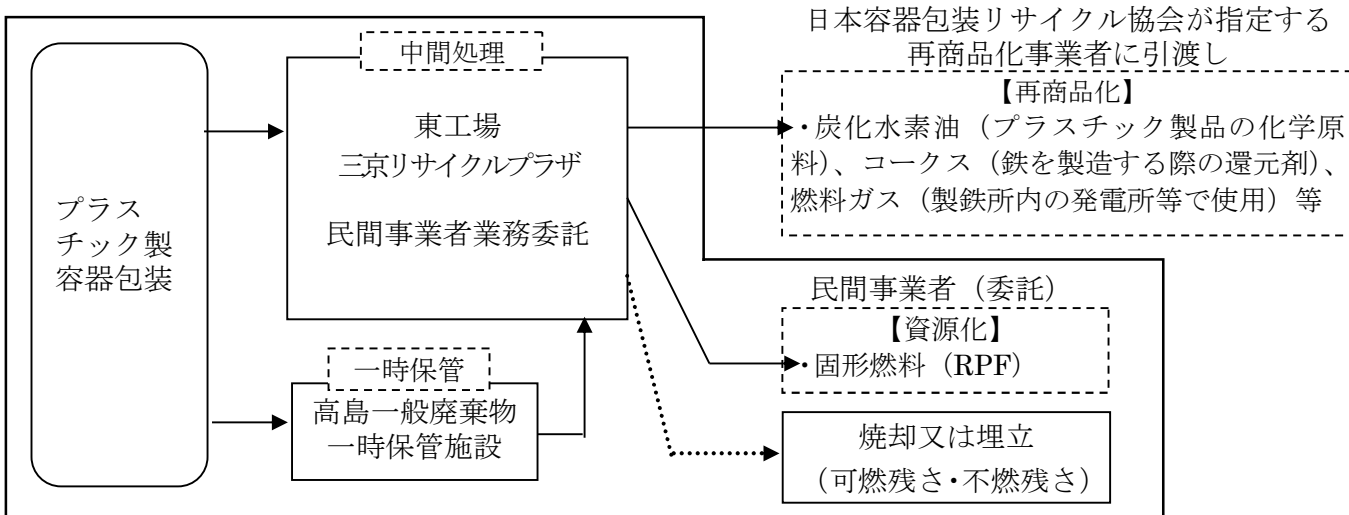 日本容器包装リサイクル協会が指定する
再商品化事業者に引渡し
中間処理
【再商品化】
東工場
三京リサイクルプラザ
民間事業者業務委託
・炭化水素油（プラスチック製品の化学原
料）、コークス（鉄を製造する際の還元剤）、
燃料ガス（製鉄所内の発電所等で使用）等
プラス
チック製
容器包装
民間事業者（委託）
【資源化】
・固形燃料（RPF）
一時保管
高島一般廃棄物
一時保管施設
焼却又は埋立
（可燃残さ・不燃残さ）